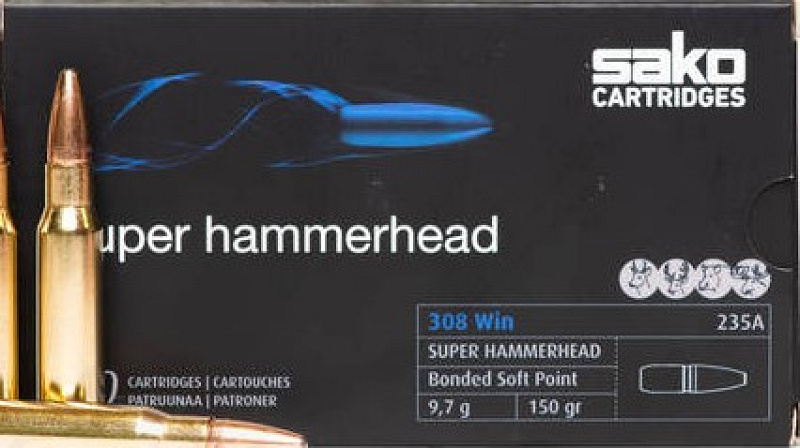 sako
CARTRIDGES
uper hammerhead
308 Win 235A
SUPER HAMMERHEAD
Bonded Soft Point
9,7 g 150 gr
CARTRIDGES | CARTOUCHES
PATRUUNAA | PATRONER